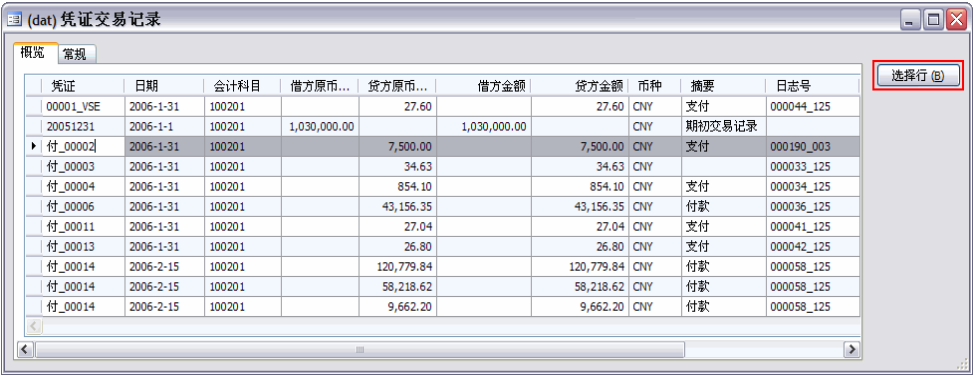 (dat) 凭证交易记录
概览 常规
选择行 (B)
凭证 日期 会计科目 借方原币... 贷方原币... 借方金额 贷方金额 币种 摘要 日志号
00001_VSE 2006-1-31 100201 27.60 27.60 CNY 支付 000044_125
20051231 2006-1-1 100201 1,030,000.00 1,030,000.00 CNY 期初交易记录
付_00002 2006-1-31 100201 7,500.00 7,500.00 CNY 支付 000190_003
付_00003 2006-1-31 100201 34.63 34.63 CNY 000033_125
付_00004 2006-1-31 100201 854.10 854.10 CNY 支付 000034_125
付_00006 2006-1-31 100201 43,156.35 43,156.35 CNY 付款 000036_125
付_00011 2006-1-31 100201 27.04 27.04 CNY 支付 000041_125
付_00013 2006-1-31 100201 26.80 26.80 CNY 支付 000042_125
付_00014 2006-2-15 100201 120,779.84 120,779.84 CNY 付款 000058_125
付_00014 2006-2-15 100201 58,218.62 58,218.62 CNY 付款 000058_125
付_00014 2006-2-15 100201 9,662.20 9,662.20 CNY 付款 000058_125